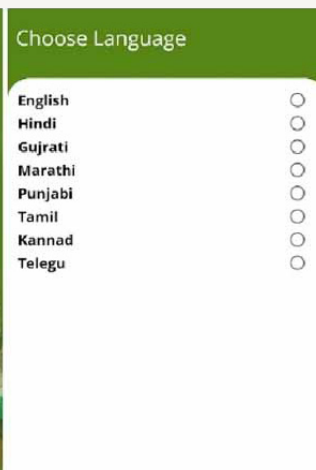 Choose Language
English
Hindi
Gujrati
Marathi
Punjabi
Tamil
Kannad
Telegu